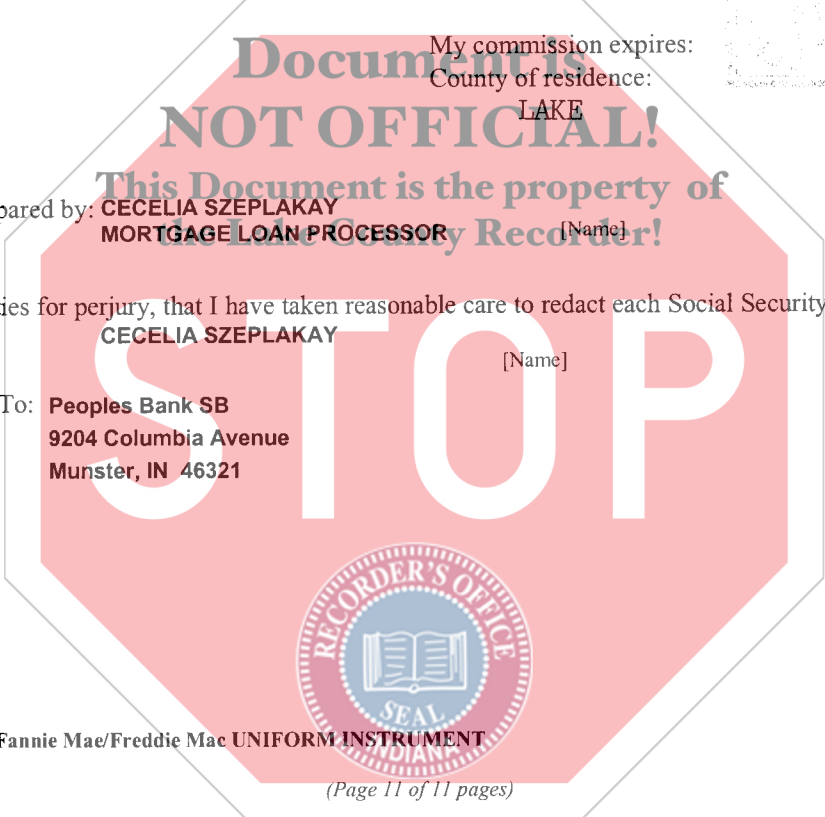 My commission expires:
Document is
County of residence:
LAKE
NOT OFFICIAL!
This Document is the property of
pared by: CECELIA SZEPLAKAY
the Lake County Recorder!
MORTGAGE LOAN PROCESSOR [Name]
ties for perjury, that I have taken reasonable care to redact each Social Security
CECELIA SZEPLAKAY
[Name]
STOP
To: Peoples Bank SB
9204 Columbia Avenue
Munster, IN 46321
RECORDER'S OFFICE
SEAL
INDIANA
Fannie Mae/Freddie Mac UNIFORM INSTRUMENT
(Page 11 of 11 pages)